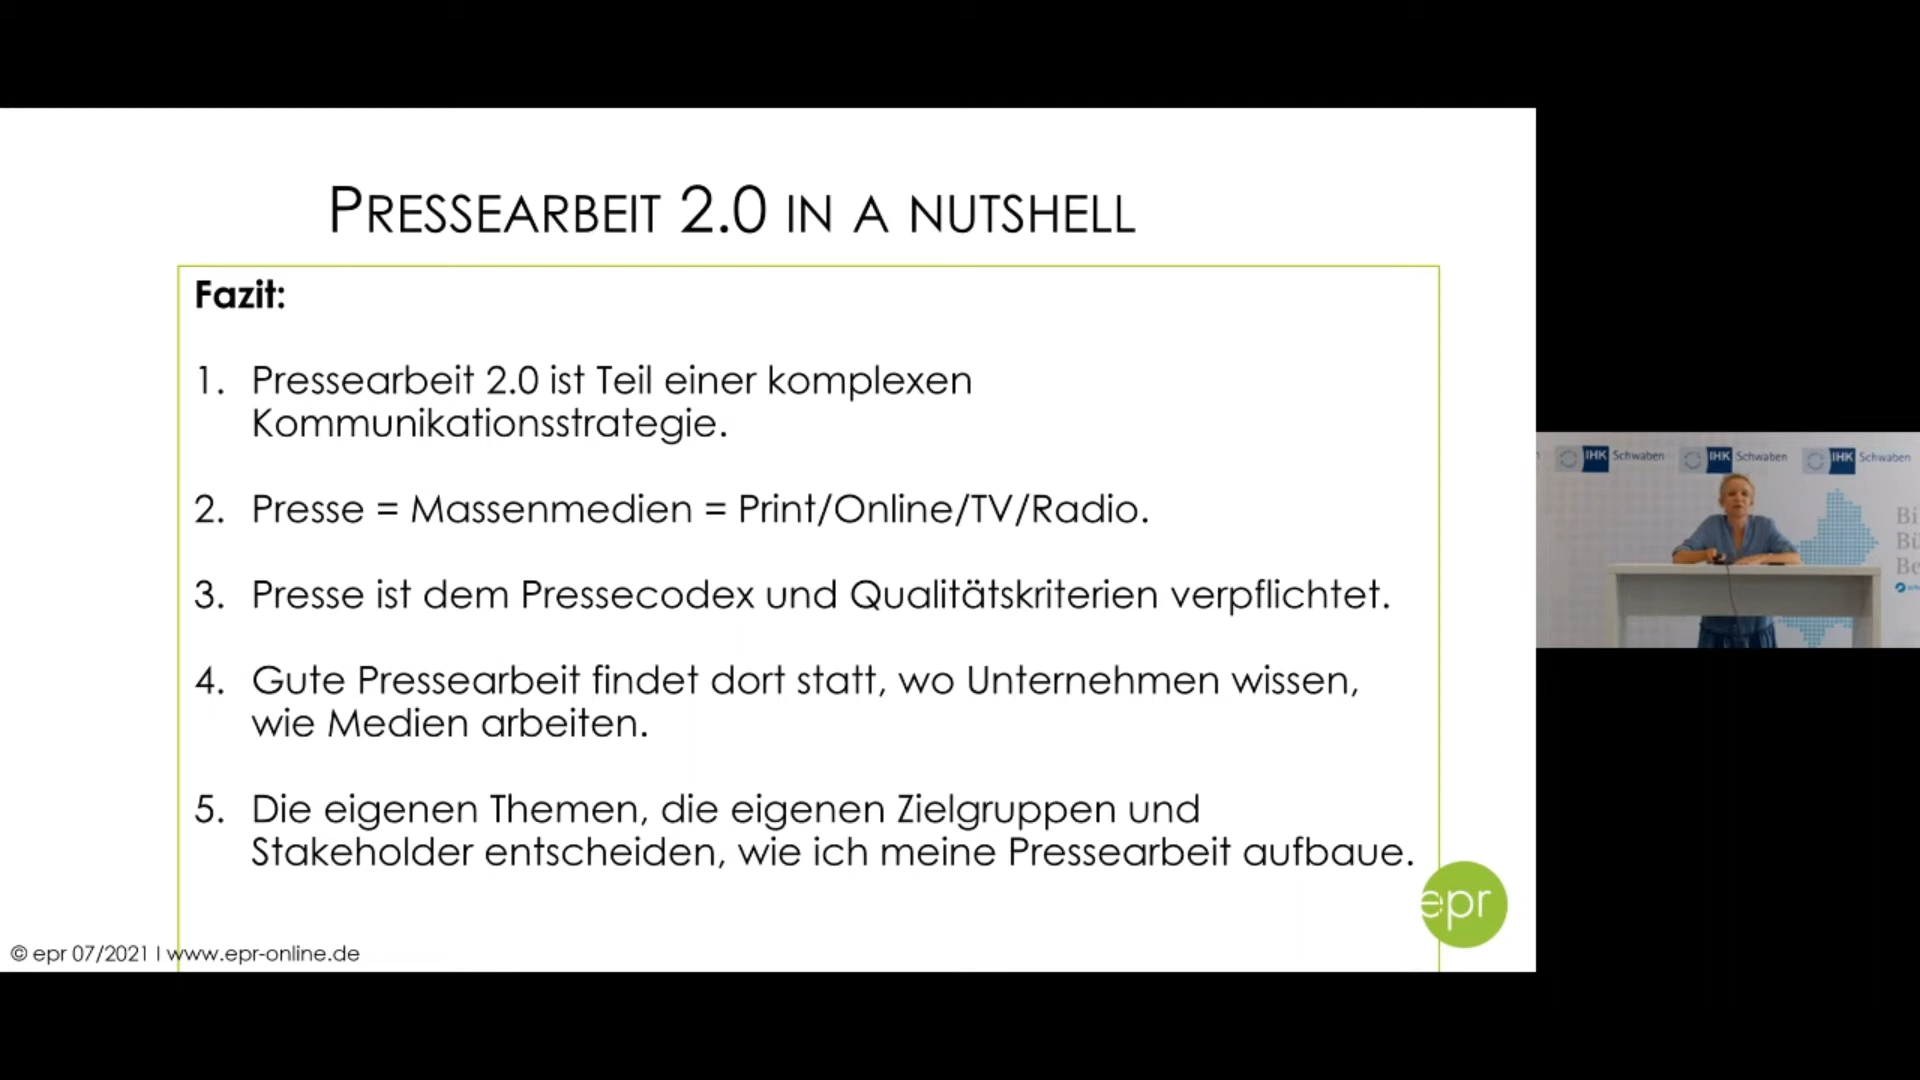 PRESSEARBEIT 2.0 IN A NUTSHELL
Fazit:
1. Pressearbeit 2.0 ist Teil einer komplexen
Kommunikationsstrategie.
2. Presse = Massenmedien = Print/Online/TV/Radio.
3. Presse ist dem Pressecodex und Qualitätskriterien verpflichtet.
4. Gute Pressearbeit findet dort statt, wo Unternehmen wissen,
wie Medien arbeiten.
5. Die eigenen Themen, die eigenen Zielgruppen und
Stakeholder entscheiden, wie ich meine Pressearbeit aufbaue.
epr
© epr 07/2021 | www.epr-online.de
IHK Schwaben IHK Schwaben IHK Schwaben